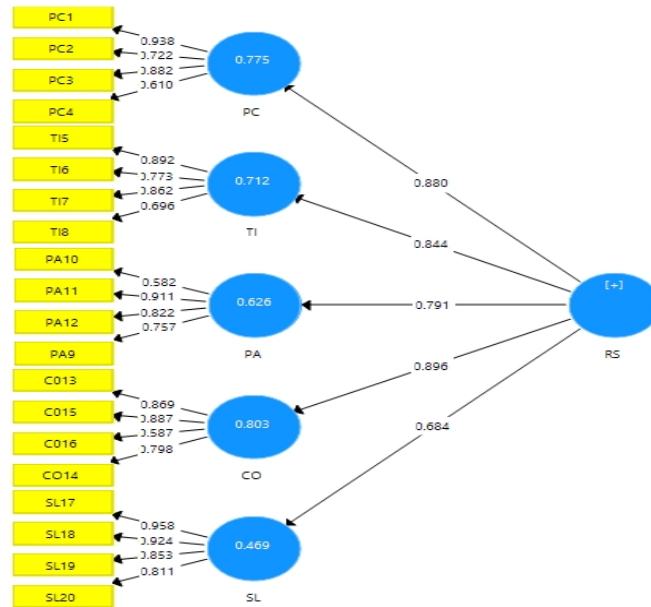 PC1
PC2
PC3
PC4
0.938
0.722
0.882
0.610
0.775
PC
TI5
TI6
TI7
TI8
0.892
0.773
0.862
0.696
0.712
TI
PA10
PA11
PA12
PA9
0.582
0.911
0.822
0.757
0.626
PA
C013
C015
C016
CO14
0.869
0.887
0.587
0.798
0.803
CO
SL17
SL18
SL19
SL20
0.958
0.924
0.853
0.811
0.469
SL
0.880
0.844
0.791
0.896
0.684
[+]
RS